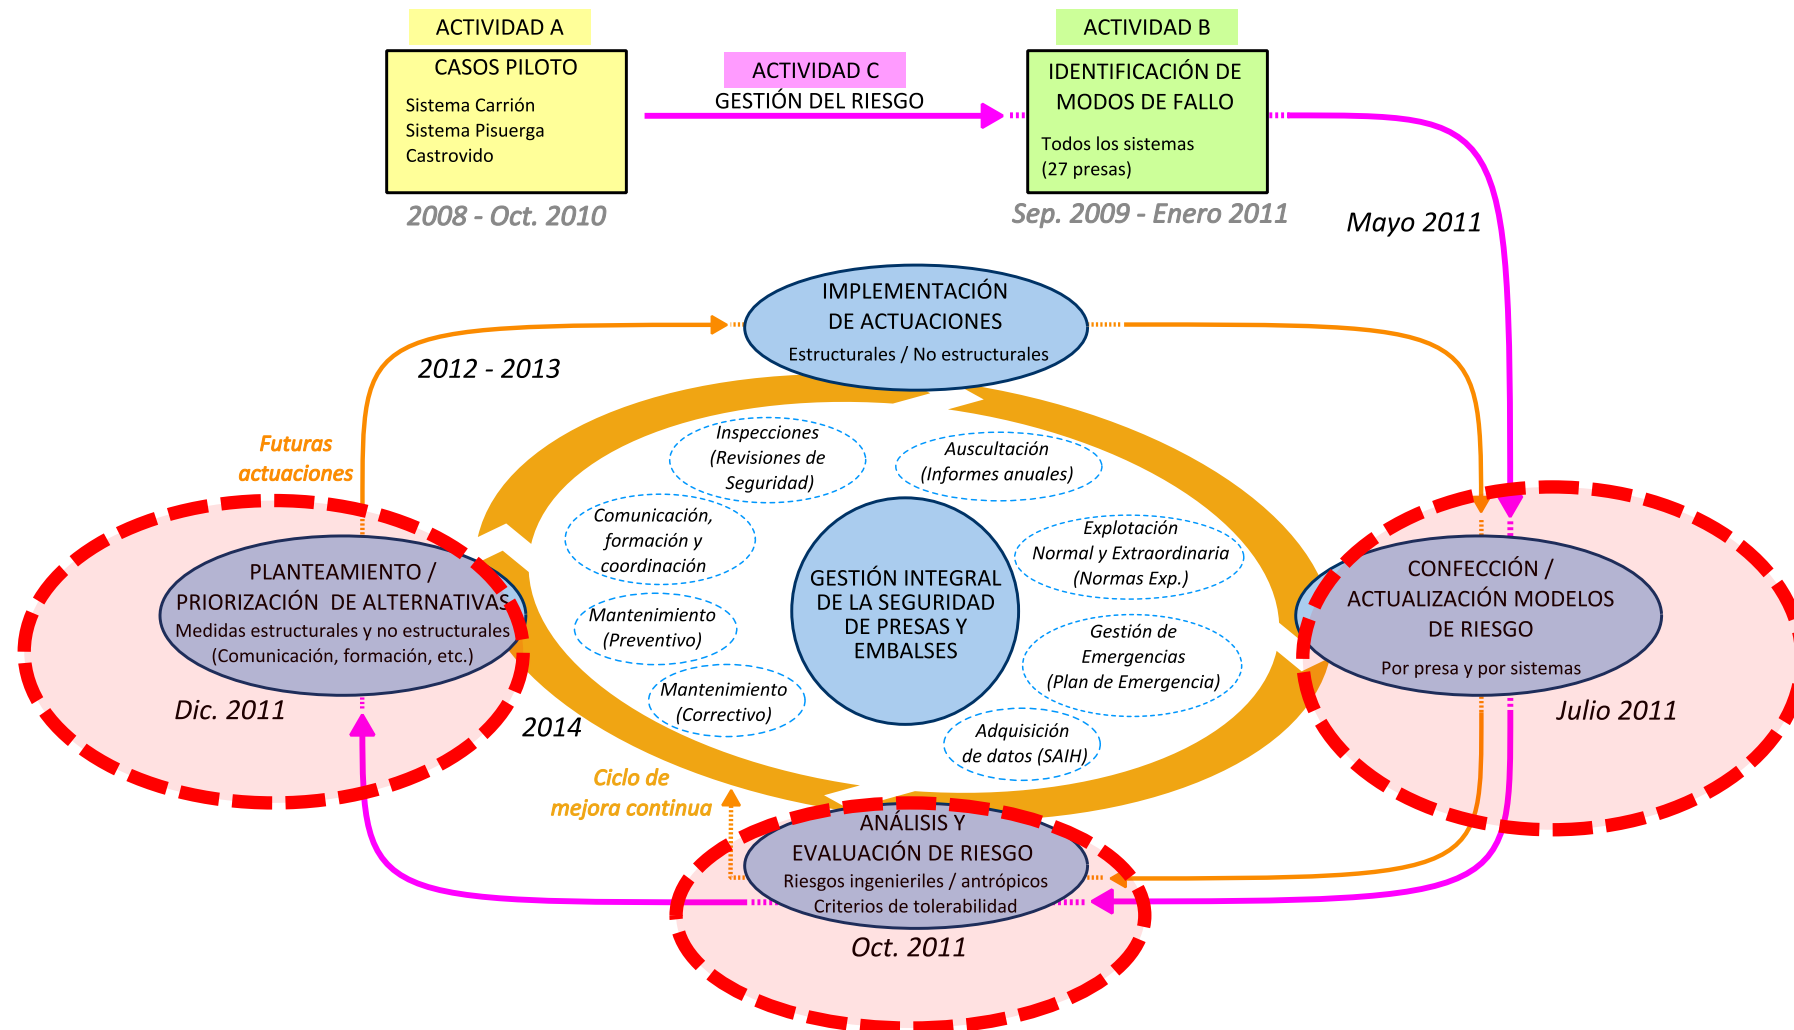 ACTIVIDAD A
CASOS PILOTO
Sistema Carrión
Sistema Pisuerga
Castrovido
2008 - Oct. 2010
ACTIVIDAD C
GESTIÓN DEL RIESGO
ACTIVIDAD B
IDENTIFICACIÓN DE
MODOS DE FALLO
Todos los sistemas
(27 presas)
Sep. 2009 - Enero 2011
Mayo 2011
IMPLEMENTACIÓN
DE ACTUACIONES
Estructurales / No estructurales
2012 - 2013
Futuras
actuaciones
Inspecciones
(Revisiones de
Seguridad)
Auscultación
(Informes anuales)
Comunicación,
formación y
coordinación
Explotación
Normal y Extraordinaria
(Normas Exp.)
GESTIÓN INTEGRAL
DE LA SEGURIDAD
DE PRESAS Y
EMBALSES
Mantenimiento
(Preventivo)
Gestión de
Emergencias
(Plan de Emergencia)
Mantenimiento
(Correctivo)
Adquisición
de datos (SAIH)
PLANTEAMIENTO /
PRIORIZACIÓN DE ALTERNATIVAS
Medidas estructurales y no estructurales
(Comunicación, formación, etc.)
Dic. 2011
2014
CONFECCIÓN /
ACTUALIZACIÓN MODELOS
DE RIESGO
Por presa y por sistemas
Julio 2011
Ciclo de
mejora continua
ANÁLISIS Y
EVALUACIÓN DE RIESGO
Riesgos ingenieriles / antrópicos
Criterios de tolerabilidad
Oct. 2011